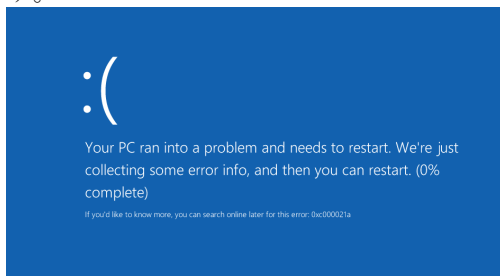 :(
Your PC ran into a problem and needs to restart. We're just
collecting some error info, and then you can restart. (0%
complete)
If you'd like to know more, you can search online later for this error: 0xc000021a